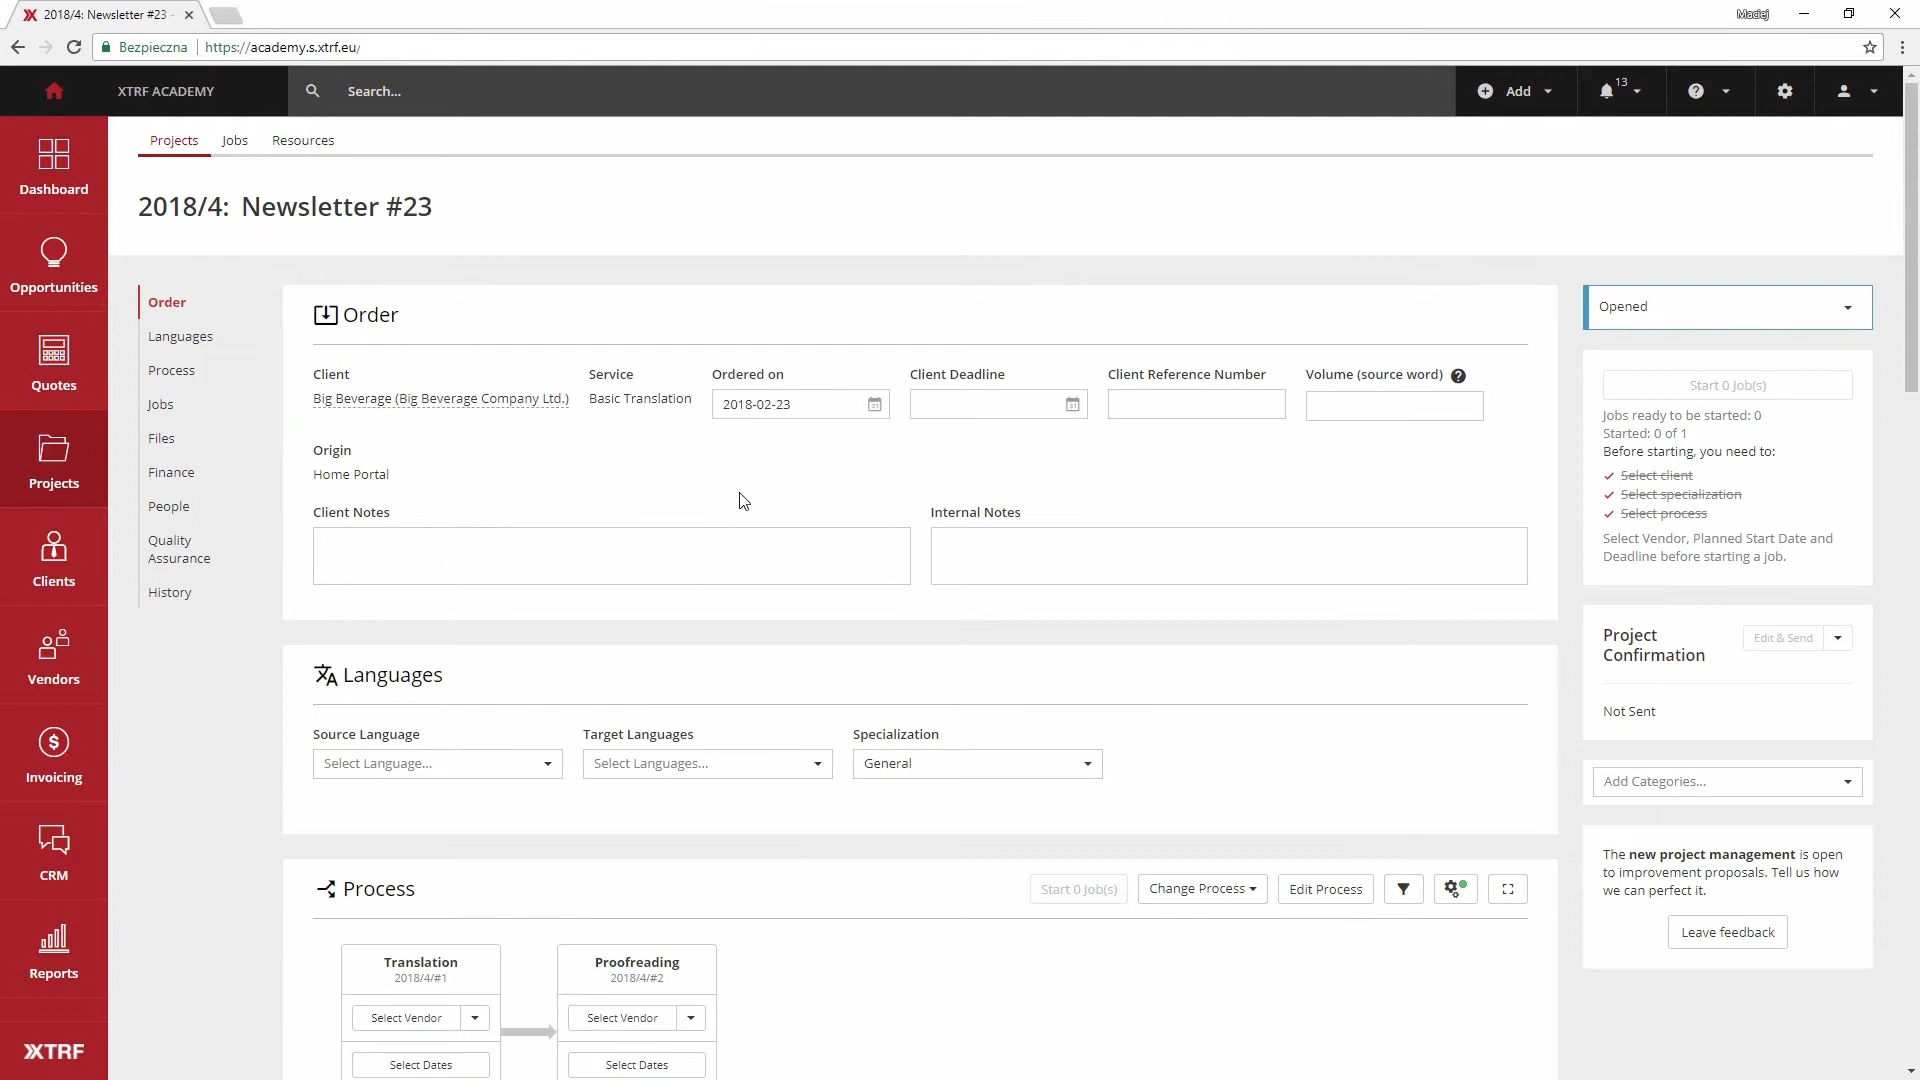 2018/4: Newsletter #23 -
Maciej
Bezpieczna
https://academy.s.xtrf.eu/
XTRF ACADEMY
Search...
Add
13
Projects
Jobs
Resources
2018/4: Newsletter #23
Dashboard
Opportunities
Quotes
Projects
Clients
Vendors
Invoicing
CRM
Reports
XTRF
Order
Languages
Process
Jobs
Files
Finance
People
Quality
Assurance
History
Order
Client
Big Beverage (Big Beverage Company Ltd.)
Service
Basic Translation
Ordered on
2018-02-23
31
Client Deadline
31
Client Reference Number
Volume (source word)
Origin
Home Portal
Client Notes
Internal Notes
Languages
Source Language
Select Language...
Target Languages
Select Languages...
Specialization
General
Process
Start 0 Job(s)
Change Process
Edit Process
Translation
2018/4/#1
Select Vendor
Select Dates
Proofreading
2018/4/#2
Select Vendor
Select Dates
Opened
Start 0 Job(s)
Jobs ready to be started: 0
Started: 0 of 1
Before starting, you need to:
Select client
Select specialization
Select process
Select Vendor, Planned Start Date and
Deadline before starting a job.
Project
Confirmation
Edit & Send
Not Sent
Add Categories...
The new project management is open
to improvement proposals. Tell us how
we can perfect it.
Leave feedback